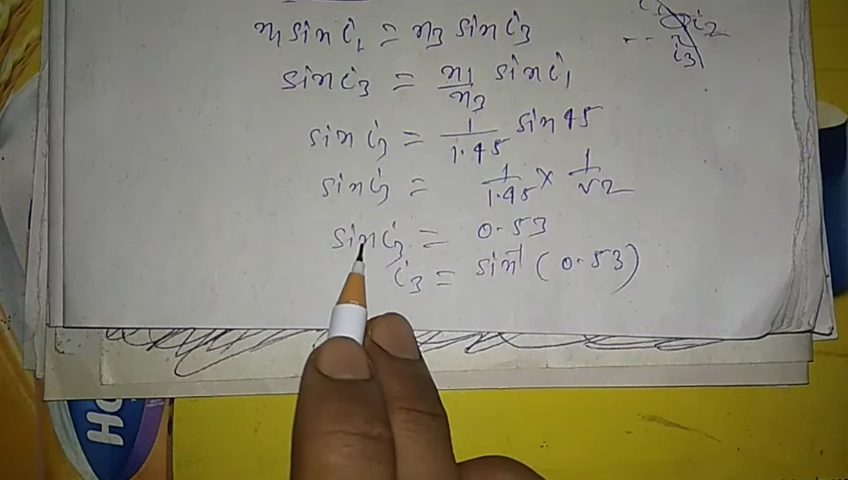 n1 sin i1 = n3 sin i3
sin i3 = n1/n3 sin i1
sin i3 = 1/1.45 sin 45
sin i3 = 1/1.45 × 1/√2
sin i3 = 0.53
i3 = sin⁻¹ (0.53)
i2
i3
Ho